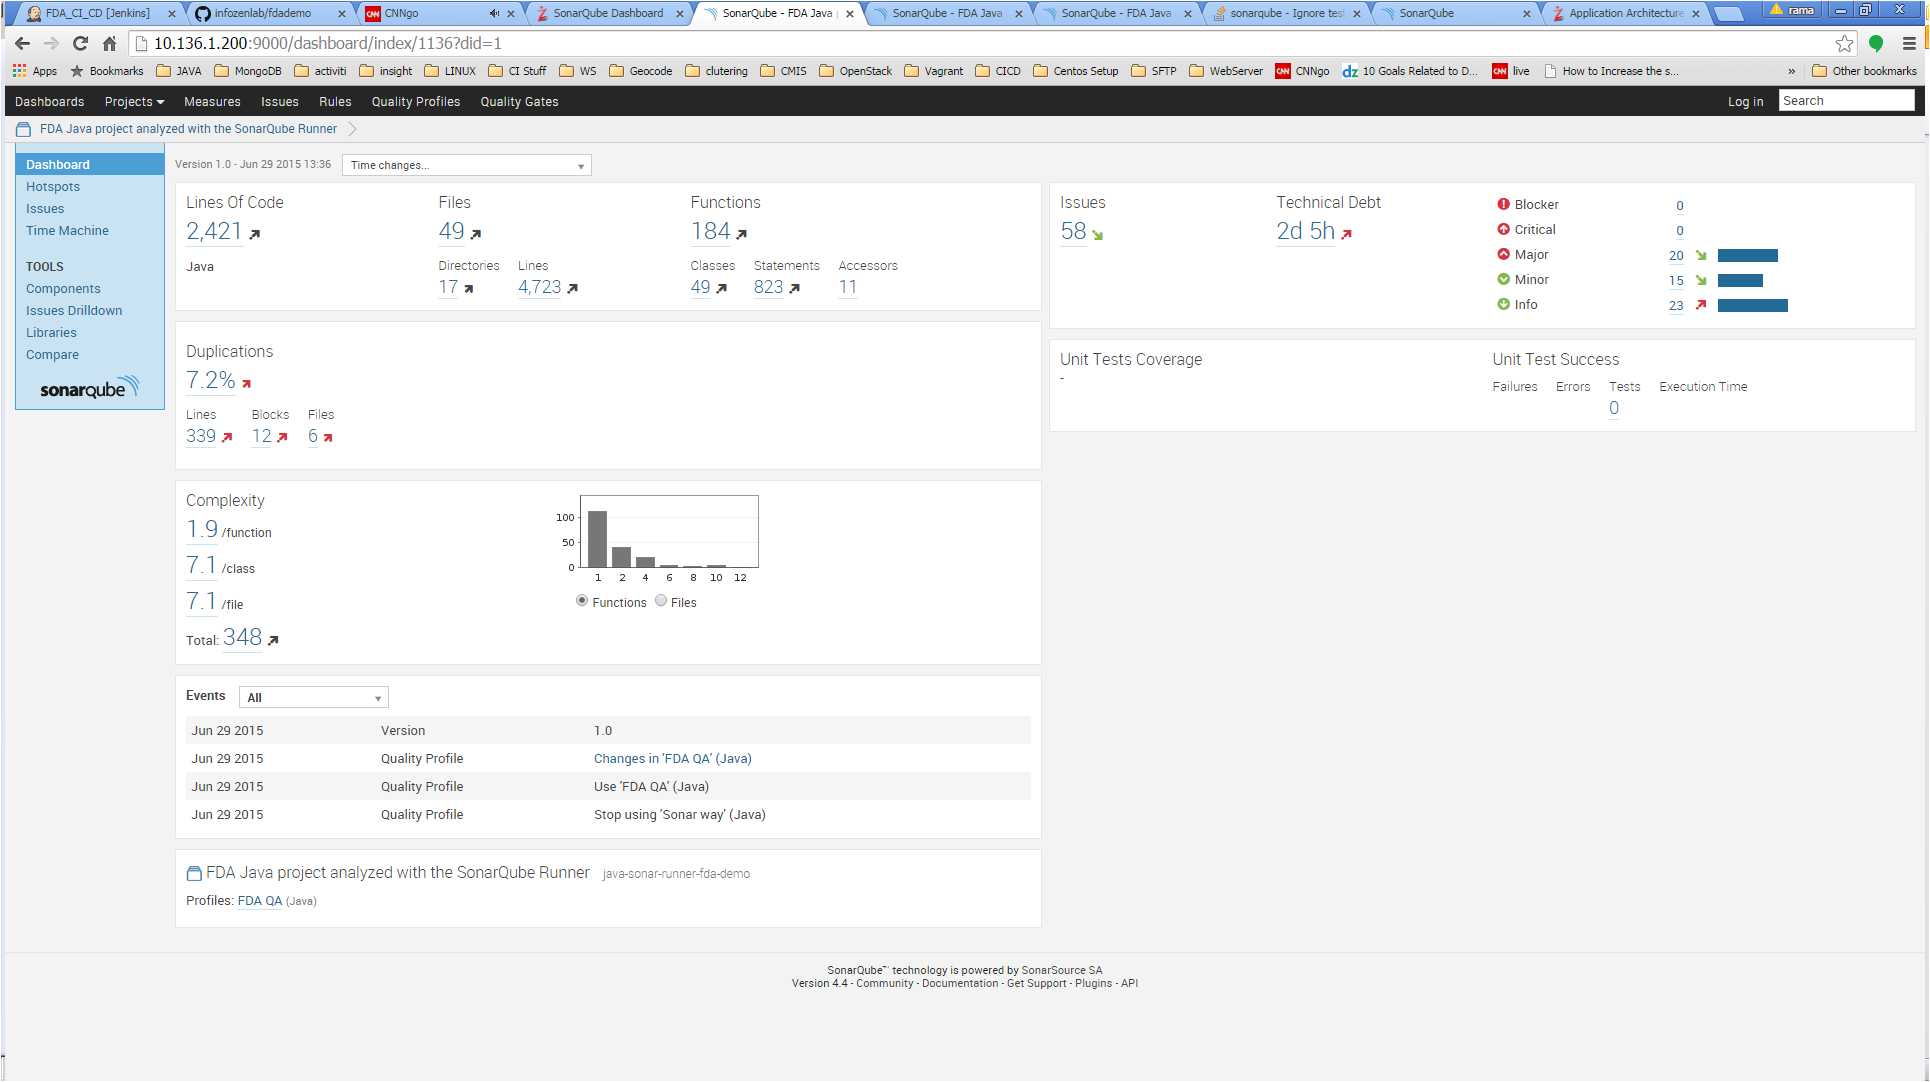 FDA_CI_CD [Jenkins]
infozenlab/fdademo
CNN CNNgo
SonarQube Dashboard
SonarQube - FDA Java
SonarQube - FDA Java
SonarQube - FDA Java
sonarqube - Ignore test
SonarQube
Application Architecture
rama
10.136.1.200:9000/dashboard/index/1136?did=1
Apps Bookmarks JAVA MongoDB activiti insight LINUX CI Stuff WS Geocode clutering CMIS OpenStack Vagrant CICD Centos Setup SFTP WebServer CNN CNNgo dz 10 Goals Related to D... CNN live How to Increase the s... » Other bookmarks
Dashboards Projects Measures Issues Rules Quality Profiles Quality Gates Log in Search
FDA Java project analyzed with the SonarQube Runner
Dashboard
Hotspots
Issues
Time Machine
TOOLS
Components
Issues Drilldown
Libraries
Compare
sonarqube
Version 1.0 - Jun 29 2015 13:36 Time changes...
Lines Of Code Files Functions
2,421 49 184
Java
Directories Lines Classes Statements Accessors
17 4,723 49 823 11
Duplications
7.2%
Lines Blocks Files
339 12 6
Complexity
1.9 /function
7.1 /class
7.1 /file
Total: 348
100
50
0
1 2 4 6 8 10 12
Functions Files
Events All
Jun 29 2015 Version 1.0
Jun 29 2015 Quality Profile Changes in 'FDA QA' (Java)
Jun 29 2015 Quality Profile Use 'FDA QA' (Java)
Jun 29 2015 Quality Profile Stop using 'Sonar way' (Java)
FDA Java project analyzed with the SonarQube Runner java-sonar-runner-fda-demo
Profiles: FDA QA (Java)
Issues Technical Debt
58 2d 5h
Blocker 0
Critical 0
Major 20
Minor 15
Info 23
Unit Tests Coverage
-
Unit Test Success
Failures Errors Tests Execution Time
0
SonarQube™ technology is powered by SonarSource SA
Version 4.4 - Community - Documentation - Get Support - Plugins - API